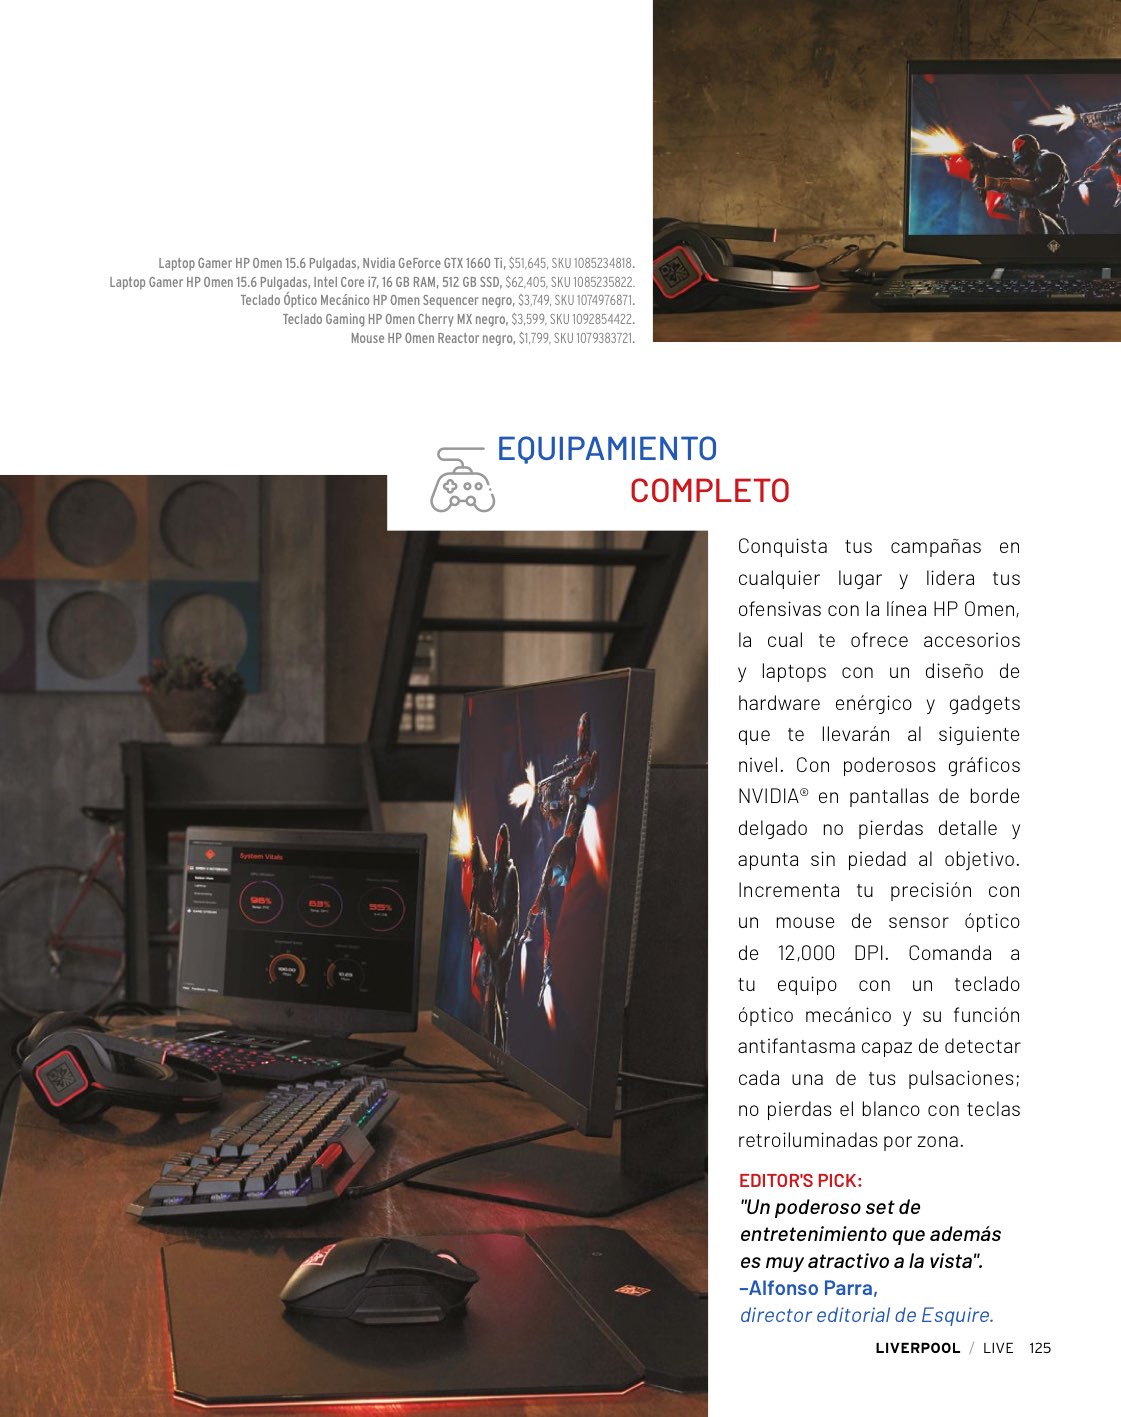 Laptop Gamer HP Omen 15.6 Pulgadas, Nvidia GeForce GTX 1660 Ti, $51,645, SKU 1085234818.
Laptop Gamer HP Omen 15.6 Pulgadas, Intel Core i7, 16 GB RAM, 512 GB SSD, $62,405, SKU 1085235822.
Teclado Óptico Mecánico HP Omen Sequencer negro, $3,749, SKU 1074976871.
Teclado Gaming HP Omen Cherry MX negro, $3,599, SKU 1092854422.
Mouse HP Omen Reactor negro, $1,799, SKU 1079383721.
EQUIPAMIENTO
COMPLETO
Conquista tus campañas en
cualquier lugar y lidera tus
ofensivas con la línea HP Omen,
la cual te ofrece accesorios
y laptops con un diseño de
hardware enérgico y gadgets
que te llevarán al siguiente
nivel. Con poderosos gráficos
NVIDIA® en pantallas de borde
delgado no pierdas detalle y
apunta sin piedad al objetivo.
Incrementa tu precisión con
un mouse de sensor óptico
de 12,000 DPI. Comanda a
tu equipo con un teclado
óptico mecánico y su función
antifantasma capaz de detectar
cada una de tus pulsaciones;
no pierdas el blanco con teclas
retroiluminadas por zona.
EDITOR'S PICK:
"Un poderoso set de
entretenimiento que además
es muy atractivo a la vista".
–Alfonso Parra,
director editorial de Esquire.
LIVERPOOL / LIVE 125
System Vitals
98% 63% 55%
100.00 10.25